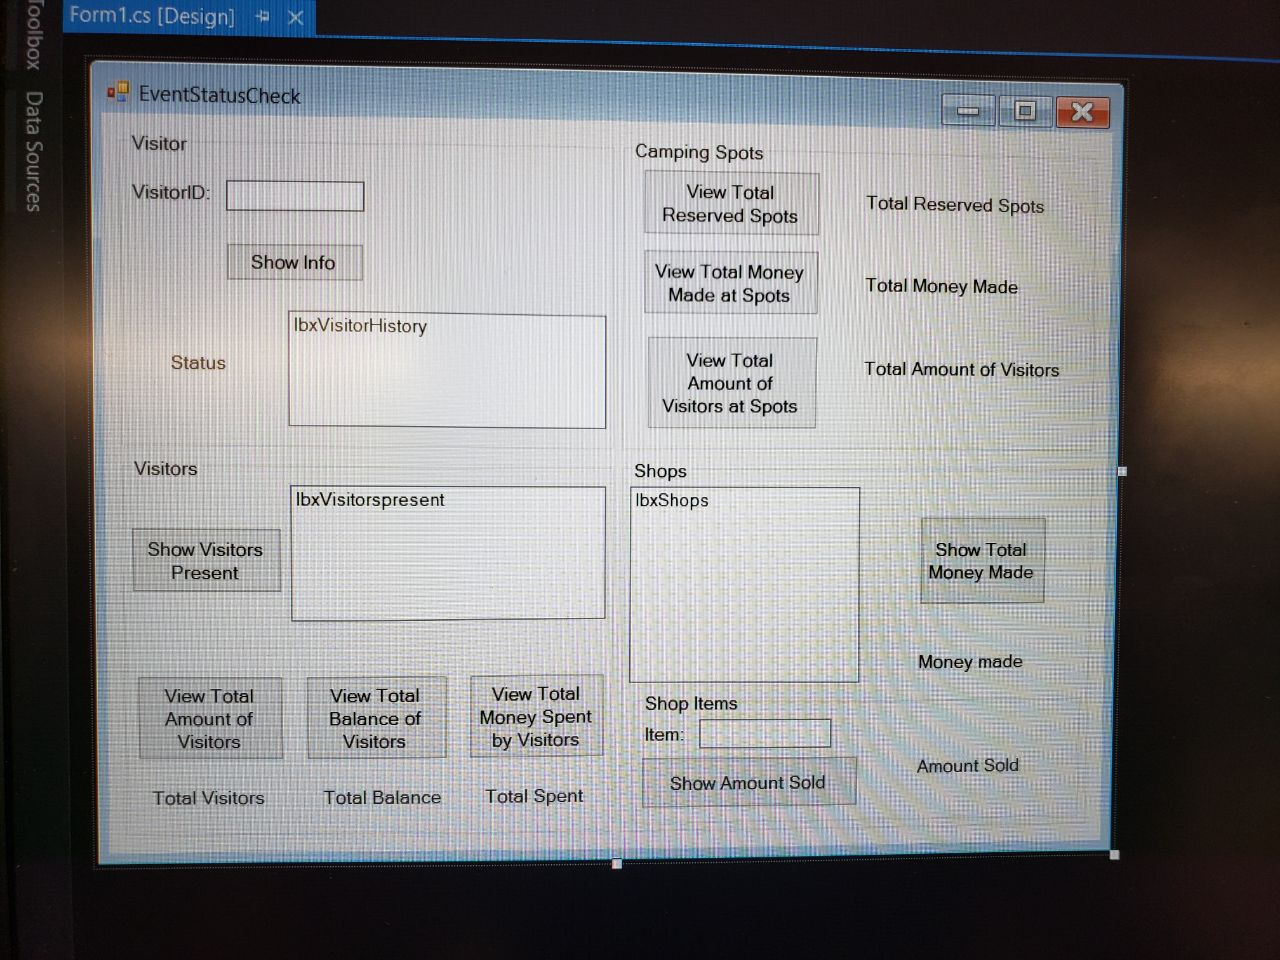 Form1.cs [Design]
Toolbox
Data Sources
EventStatusCheck
Visitor
VisitorID:
Show Info
Status
lbxVisitorHistory
Camping Spots
View Total
Reserved Spots
Total Reserved Spots
View Total Money
Made at Spots
Total Money Made
View Total
Amount of
Visitors at Spots
Total Amount of Visitors
Visitors
lbxVisitorspresent
Show Visitors
Present
View Total
Amount of
Visitors
View Total
Balance of
Visitors
View Total
Money Spent
by Visitors
Total Visitors
Total Balance
Total Spent
Shops
lbxShops
Show Total
Money Made
Money made
Shop Items
Item:
Show Amount Sold
Amount Sold